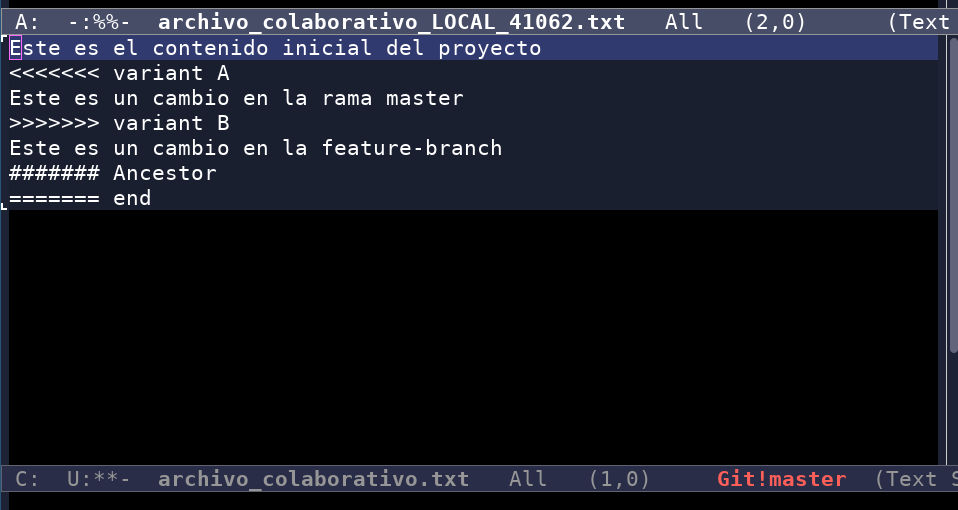 A:  -:%%-  archivo_colaborativo_LOCAL_41062.txt   All   (2,0)      (Text
Este es el contenido inicial del proyecto
<<<<<<< variant A
Este es un cambio en la rama master
>>>>>>> variant B
Este es un cambio en la feature-branch
####### Ancestor
======= end
C:  U:**-  archivo_colaborativo.txt   All   (1,0)     Git!master  (Text S